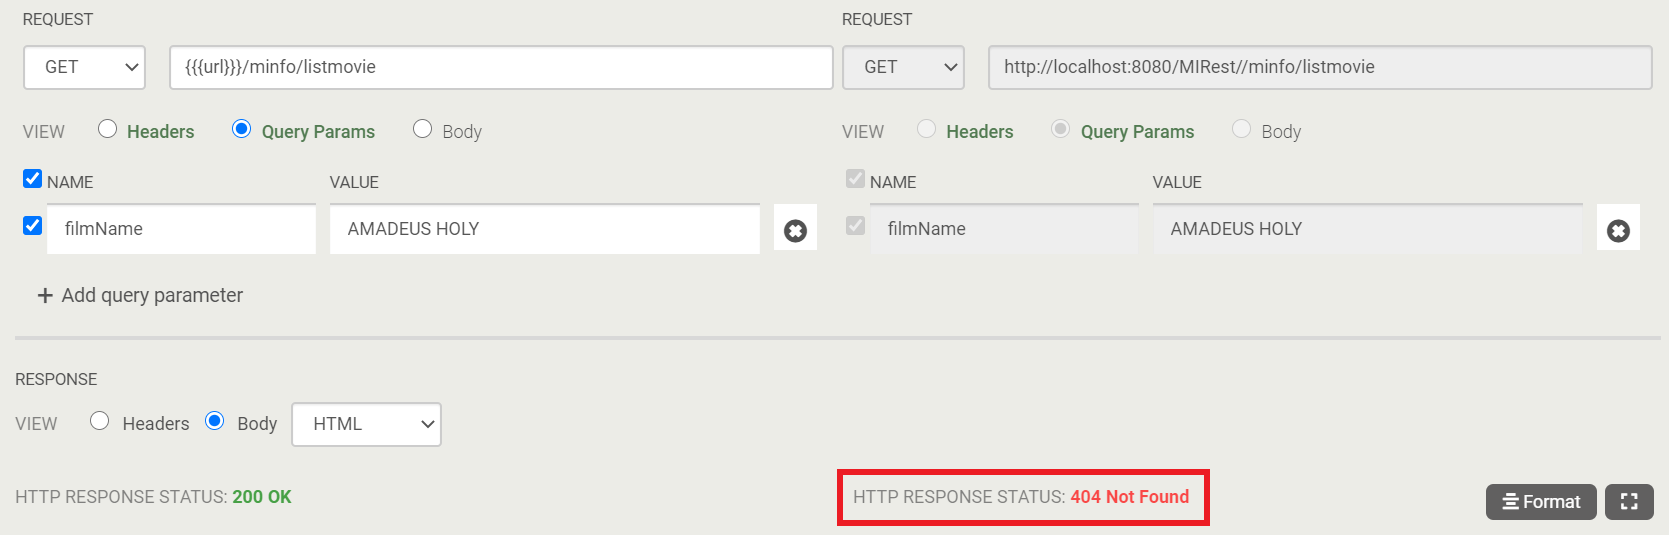 REQUEST
GET
{{{url}}}/minfo/listmovie
VIEW Headers Query Params Body
NAME VALUE
filmName AMADEUS HOLY
+ Add query parameter
REQUEST
GET
http://localhost:8080/MIRest//minfo/listmovie
VIEW Headers Query Params Body
NAME VALUE
filmName AMADEUS HOLY
RESPONSE
VIEW Headers Body HTML
HTTP RESPONSE STATUS: 200 OK
HTTP RESPONSE STATUS: 404 Not Found
Format